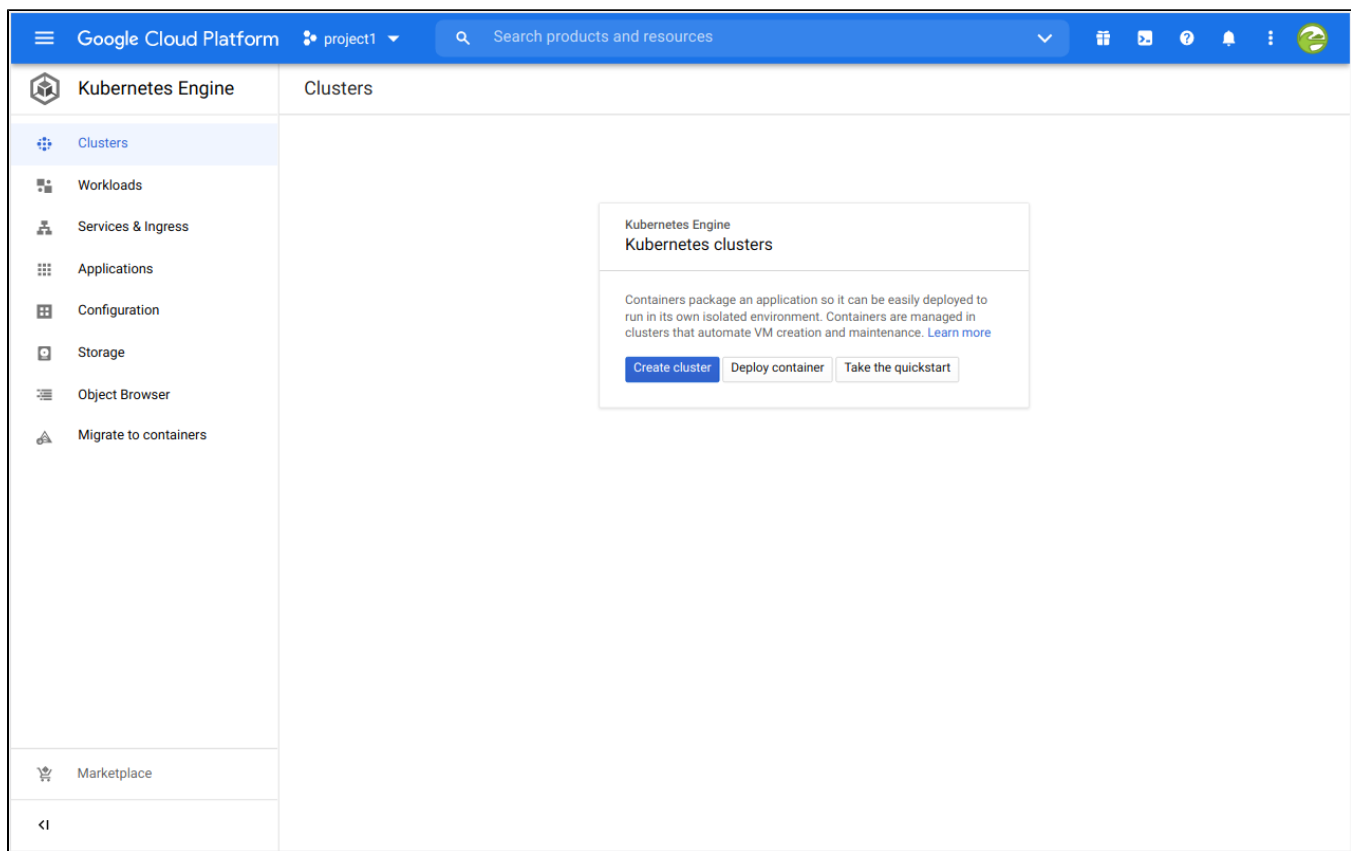 Google Cloud Platform
project1
Search products and resources
Kubernetes Engine
Clusters
Clusters
Workloads
Services & Ingress
Applications
Configuration
Storage
Object Browser
Migrate to containers
Marketplace
Kubernetes Engine
Kubernetes clusters
Containers package an application so it can be easily deployed to
run in its own isolated environment. Containers are managed in
clusters that automate VM creation and maintenance. Learn more
Create cluster
Deploy container
Take the quickstart